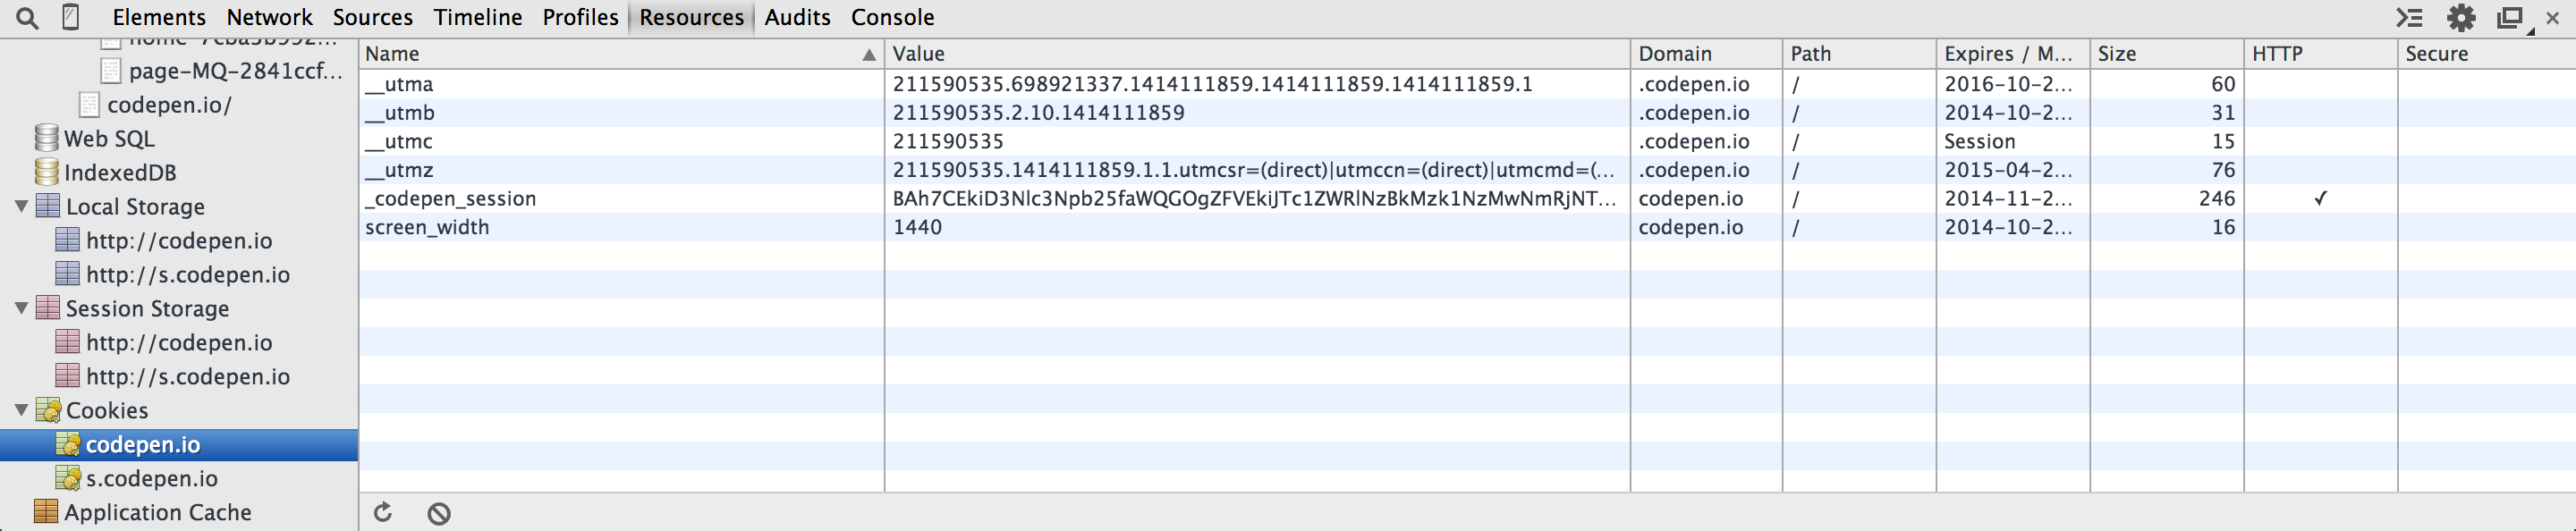 Elements Network Sources Timeline Profiles Resources Audits Console
page-MQ-2841ccf...
codepen.io/
Web SQL
IndexedDB
Local Storage
http://codepen.io
http://s.codepen.io
Session Storage
http://codepen.io
http://s.codepen.io
Cookies
codepen.io
s.codepen.io
Application Cache
Name Value Domain Path Expires / M... Size HTTP Secure
__utma 211590535.698921337.1414111859.1414111859.1414111859.1 .codepen.io / 2016-10-2... 60
__utmb 211590535.2.10.1414111859 .codepen.io / 2014-10-2... 31
__utmc 211590535 .codepen.io / Session 15
__utmz 211590535.1414111859.1.1.utmcsr=(direct)|utmccn=(direct)|utmcmd=(... .codepen.io / 2015-04-2... 76
_codepen_session BAh7CEkiD3Nlc3Npb25faWQGOgZFVEkiJTc1ZWRlNzBkMzk1NzMwNmRjNT... codepen.io / 2014-11-2... 246 ✓
screen_width 1440 codepen.io / 2014-10-2... 16